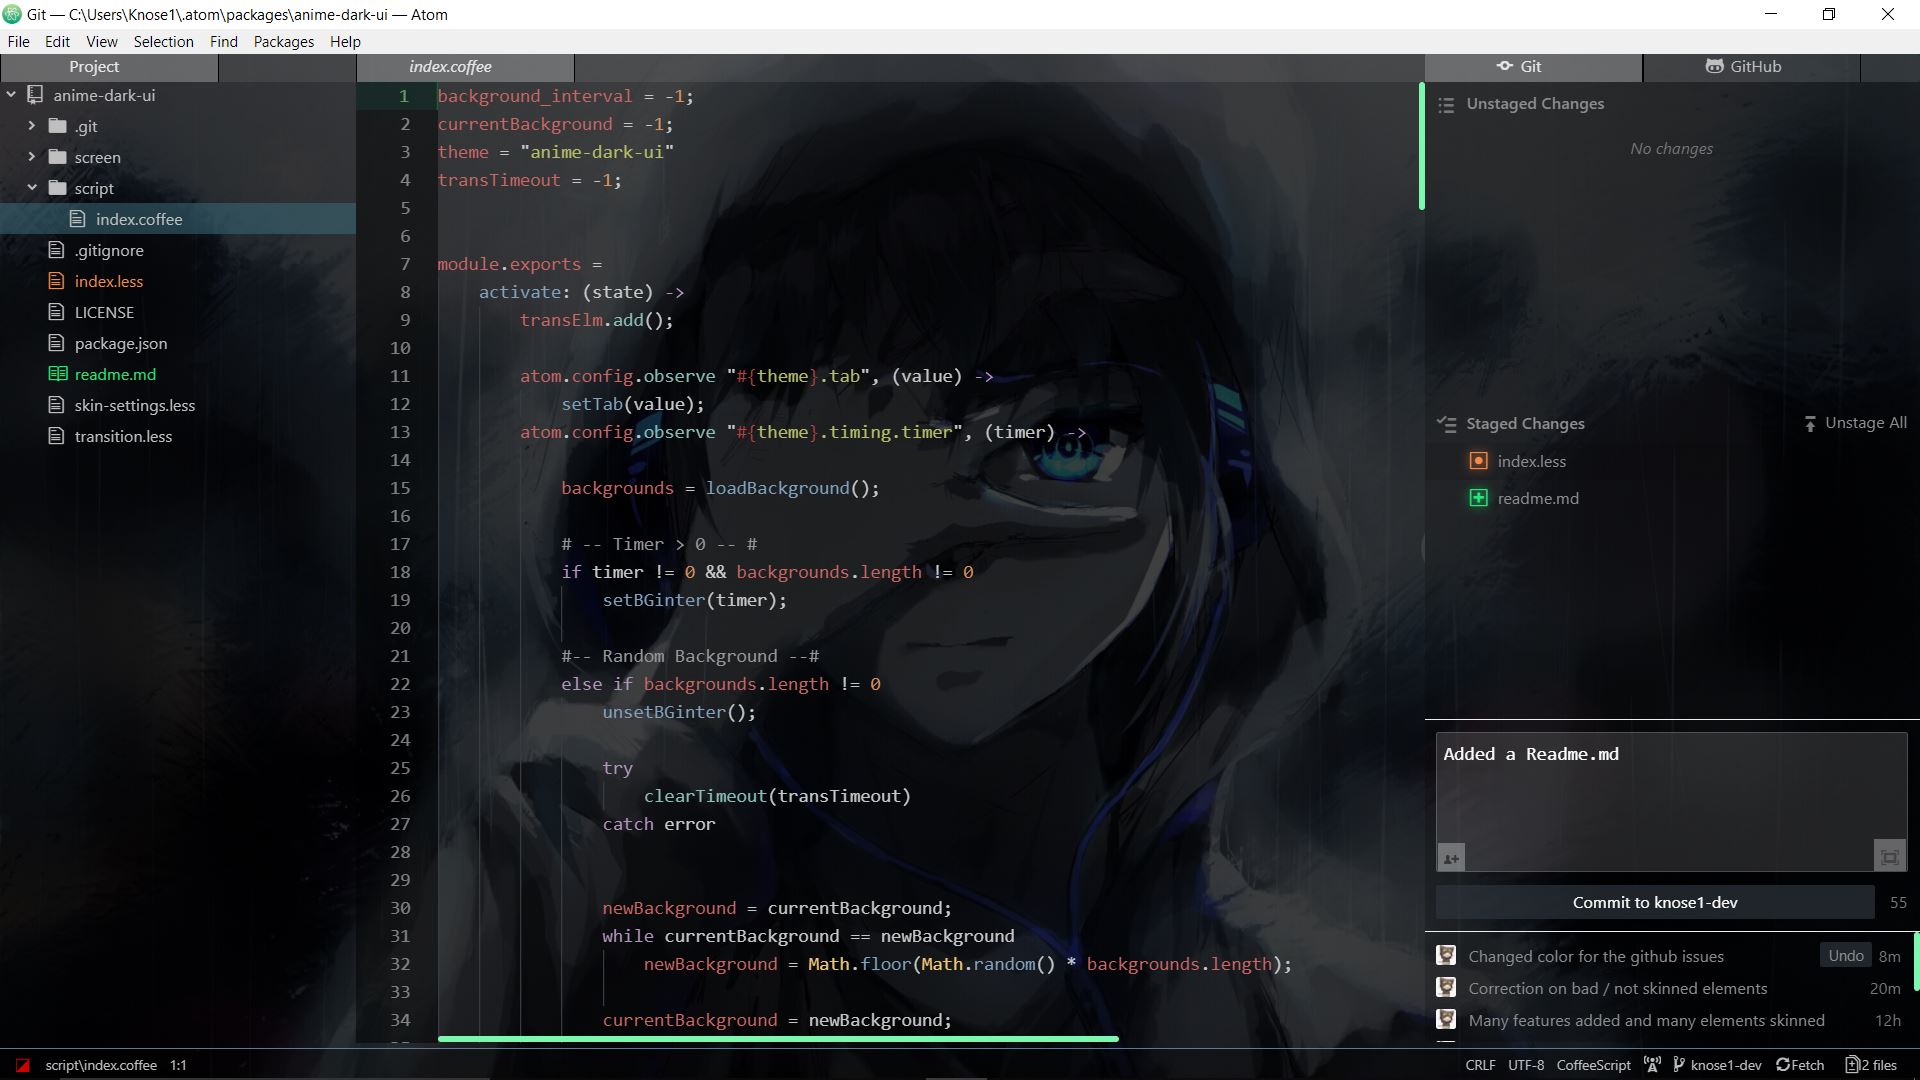 Git — C:\Users\Knose1\.atom\packages\anime-dark-ui — Atom
File Edit View Selection Find Packages Help
Project
anime-dark-ui
.git
screen
script
index.coffee
.gitignore
index.less
LICENSE
package.json
readme.md
skin-settings.less
transition.less
index.coffee
1 background_interval = -1;
2 currentBackground = -1;
3 theme = "anime-dark-ui"
4 transTimeout = -1;
5
6
7 module.exports =
8 activate: (state) ->
9 transElm.add();
10
11 atom.config.observe "#{theme}.tab", (value) ->
12 setTab(value);
13 atom.config.observe "#{theme}.timing.timer", (timer) ->
14
15 backgrounds = loadBackground();
16
17 # -- Timer > 0 -- #
18 if timer != 0 && backgrounds.length != 0
19 setBGinter(timer);
20
21 #-- Random Background --#
22 else if backgrounds.length != 0
23 unsetBGinter();
24
25 try
26 clearTimeout(transTimeout)
27 catch error
28
29
30 newBackground = currentBackground;
31 while currentBackground == newBackground
32 newBackground = Math.floor(Math.random() * backgrounds.length);
33
34 currentBackground = newBackground;
Git GitHub
Unstaged Changes
No changes
Staged Changes Unstage All
index.less
readme.md
Added a Readme.md
Commit to knose1-dev 55
Changed color for the github issues Undo 8m
Correction on bad / not skinned elements 20m
Many features added and many elements skinned 12h
script\index.coffee 1:1 CRLF UTF-8 CoffeeScript knose1-dev Fetch 2 files